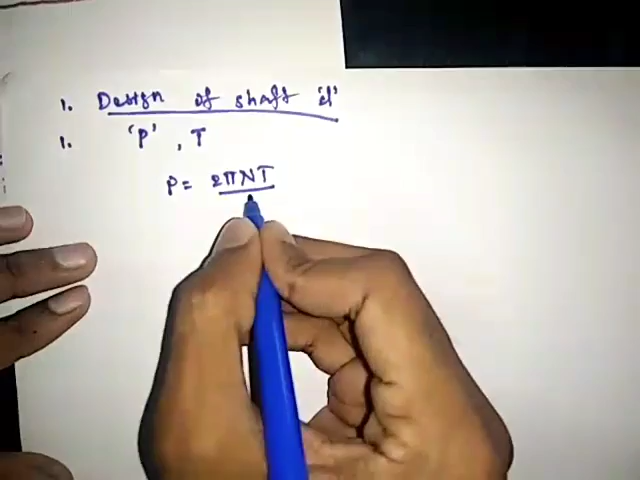 1. Design of shaft 'd'
1. 'P' , T
P = 2πNT